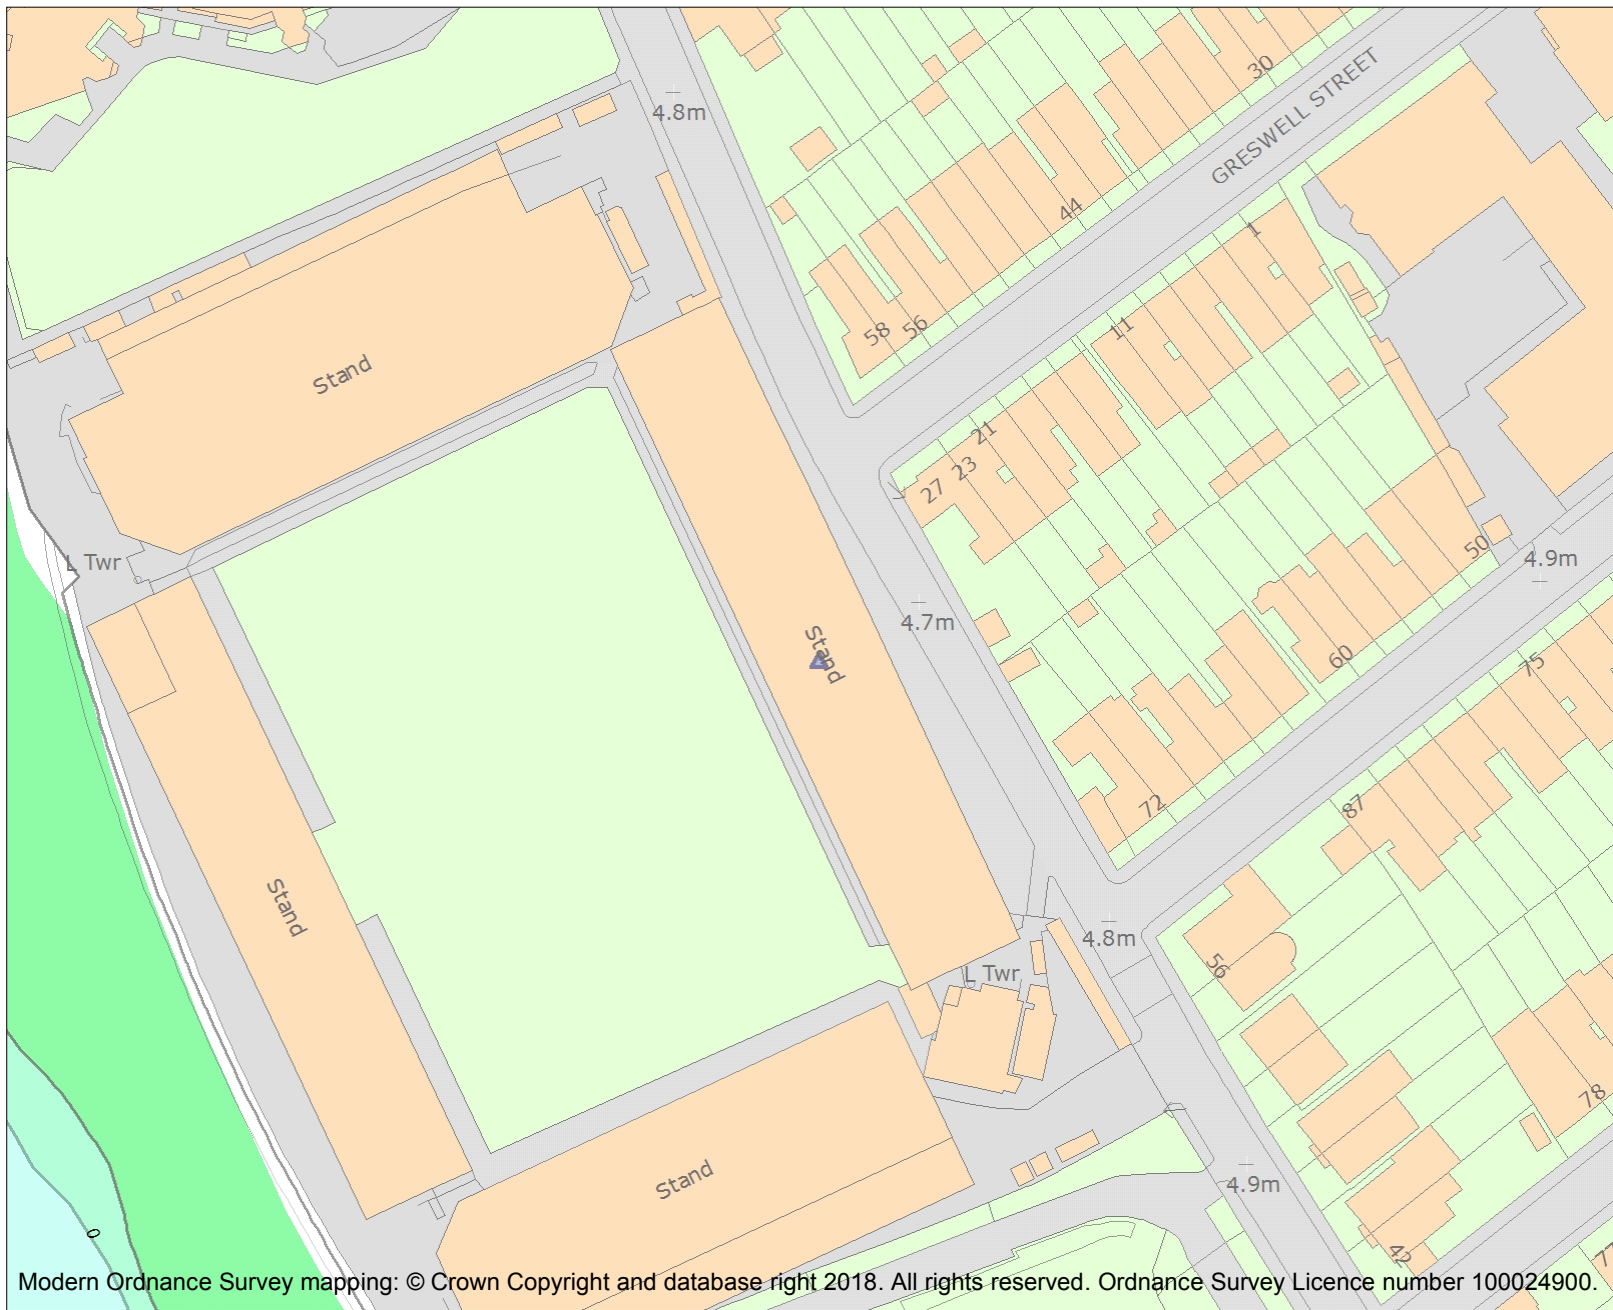 30
4.8m
GRESWELL STREET
44
1
58
56
11
Stand
21
23
27
50
4.9m
L Twr
4.7m
Stand
60
75
72
87
Stand
4.8m
56
L Twr
78
Stand
4.9m
0
42
Modern Ordnance Survey mapping: © Crown Copyright and database right 2018. All rights reserved. Ordnance Survey Licence number 100024900.